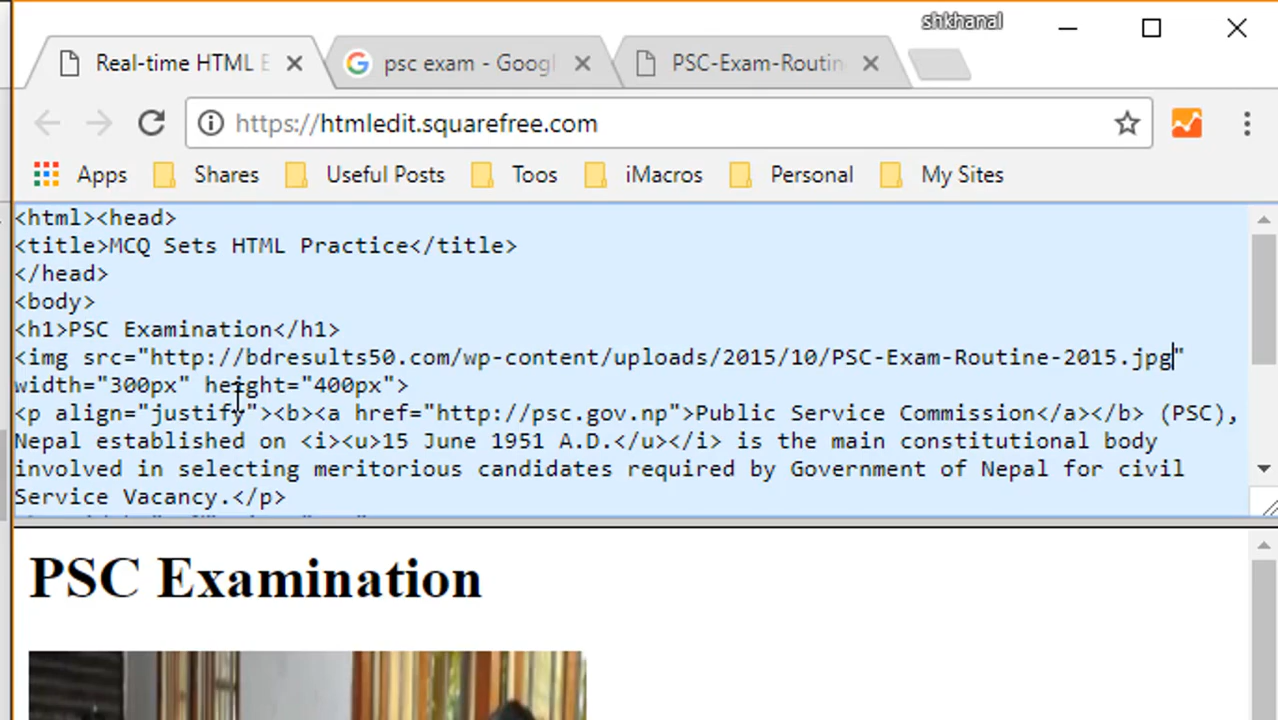 shkhanal
Real-time HTML E
psc exam - Googl
PSC-Exam-Routin
https://htmledit.squarefree.com
Apps Shares Useful Posts Toos iMacros Personal My Sites
<html><head>
<title>MCQ Sets HTML Practice</title>
</head>
<body>
<h1>PSC Examination</h1>
<img src="http://bdresults50.com/wp-content/uploads/2015/10/PSC-Exam-Routine-2015.jpg"
width="300px" height="400px">
<p align="justify"><b><a href="http://psc.gov.np">Public Service Commission</a></b> (PSC),
Nepal established on <i><u>15 June 1951 A.D.</u></i> is the main constitutional body
involved in selecting meritorious candidates required by Government of Nepal for civil
Service Vacancy.</p>
PSC Examination